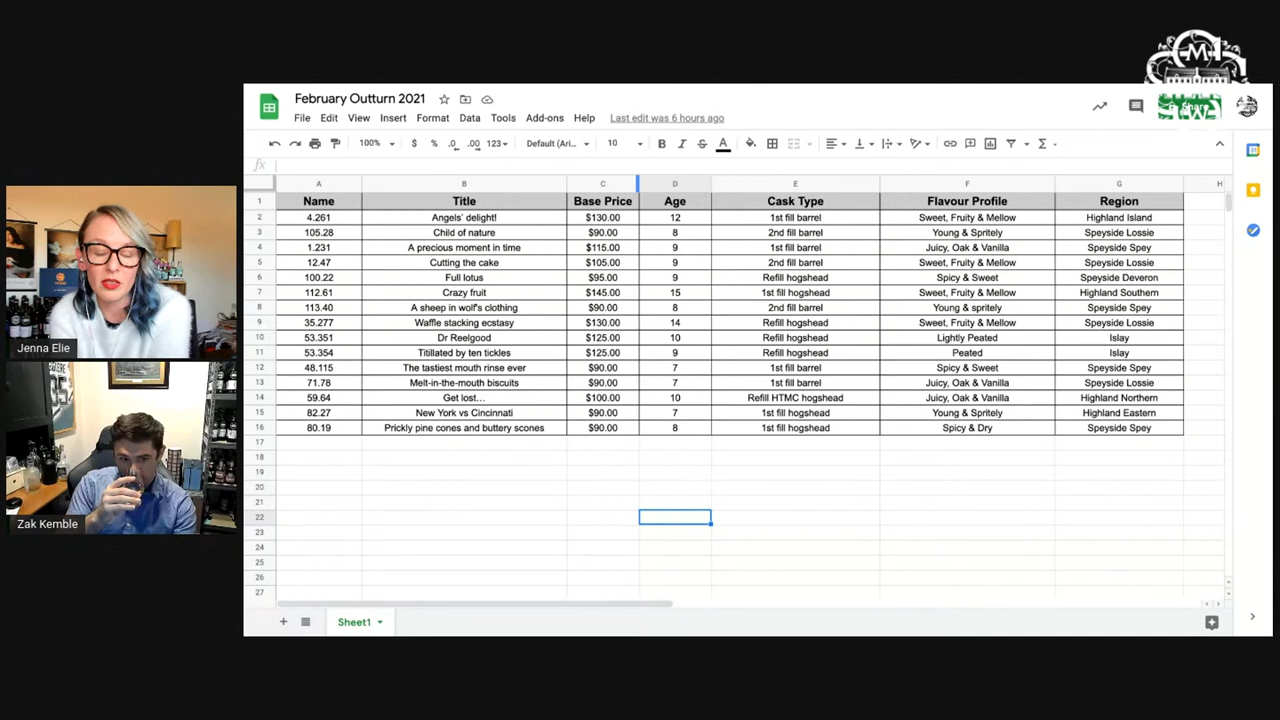 February Outturn 2021
File Edit View Insert Format Data Tools Add-ons Help Last edit was 6 hours ago
100% $ % .0 .00 123 Default (Ari... 10 B I S A Σ
fx
A B C D E F G H
1 Name Title Base Price Age Cask Type Flavour Profile Region
2 4.261 Angels' delight! $130.00 12 1st fill barrel Sweet, Fruity & Mellow Highland Island
3 105.28 Child of nature $90.00 8 2nd fill barrel Young & Spritely Speyside Lossie
4 1.231 A precious moment in time $115.00 9 1st fill barrel Juicy, Oak & Vanilla Speyside Spey
5 12.47 Cutting the cake $105.00 9 2nd fill barrel Sweet, Fruity & Mellow Speyside Lossie
6 100.22 Full lotus $95.00 9 Refill hogshead Spicy & Sweet Speyside Deveron
7 112.61 Crazy fruit $145.00 15 1st fill hogshead Sweet, Fruity & Mellow Highland Southern
8 113.40 A sheep in wolf's clothing $90.00 8 2nd fill barrel Young & spritely Speyside Spey
9 35.277 Waffle stacking ecstasy $130.00 14 Refill hogshead Sweet, Fruity & Mellow Speyside Lossie
10 53.351 Dr Reelgood $125.00 10 Refill hogshead Lightly Peated Islay
11 53.354 Titillated by ten tickles $125.00 9 Refill hogshead Peated Islay
12 48.115 The tastiest mouth rinse ever $90.00 7 1st fill barrel Spicy & Sweet Speyside Spey
13 71.78 Melt-in-the-mouth biscuits $90.00 7 1st fill barrel Juicy, Oak & Vanilla Speyside Lossie
14 59.64 Get lost... $100.00 10 Refill HTMC hogshead Juicy, Oak & Vanilla Highland Northern
15 82.27 New York vs Cincinnati $90.00 7 1st fill hogshead Young & Spritely Highland Eastern
16 80.19 Prickly pine cones and buttery scones $90.00 8 1st fill hogshead Spicy & Dry Speyside Spey
17
18
19
20
21
22
23
24
25
26
27
Sheet1
Jenna Elie
Zak Kemble